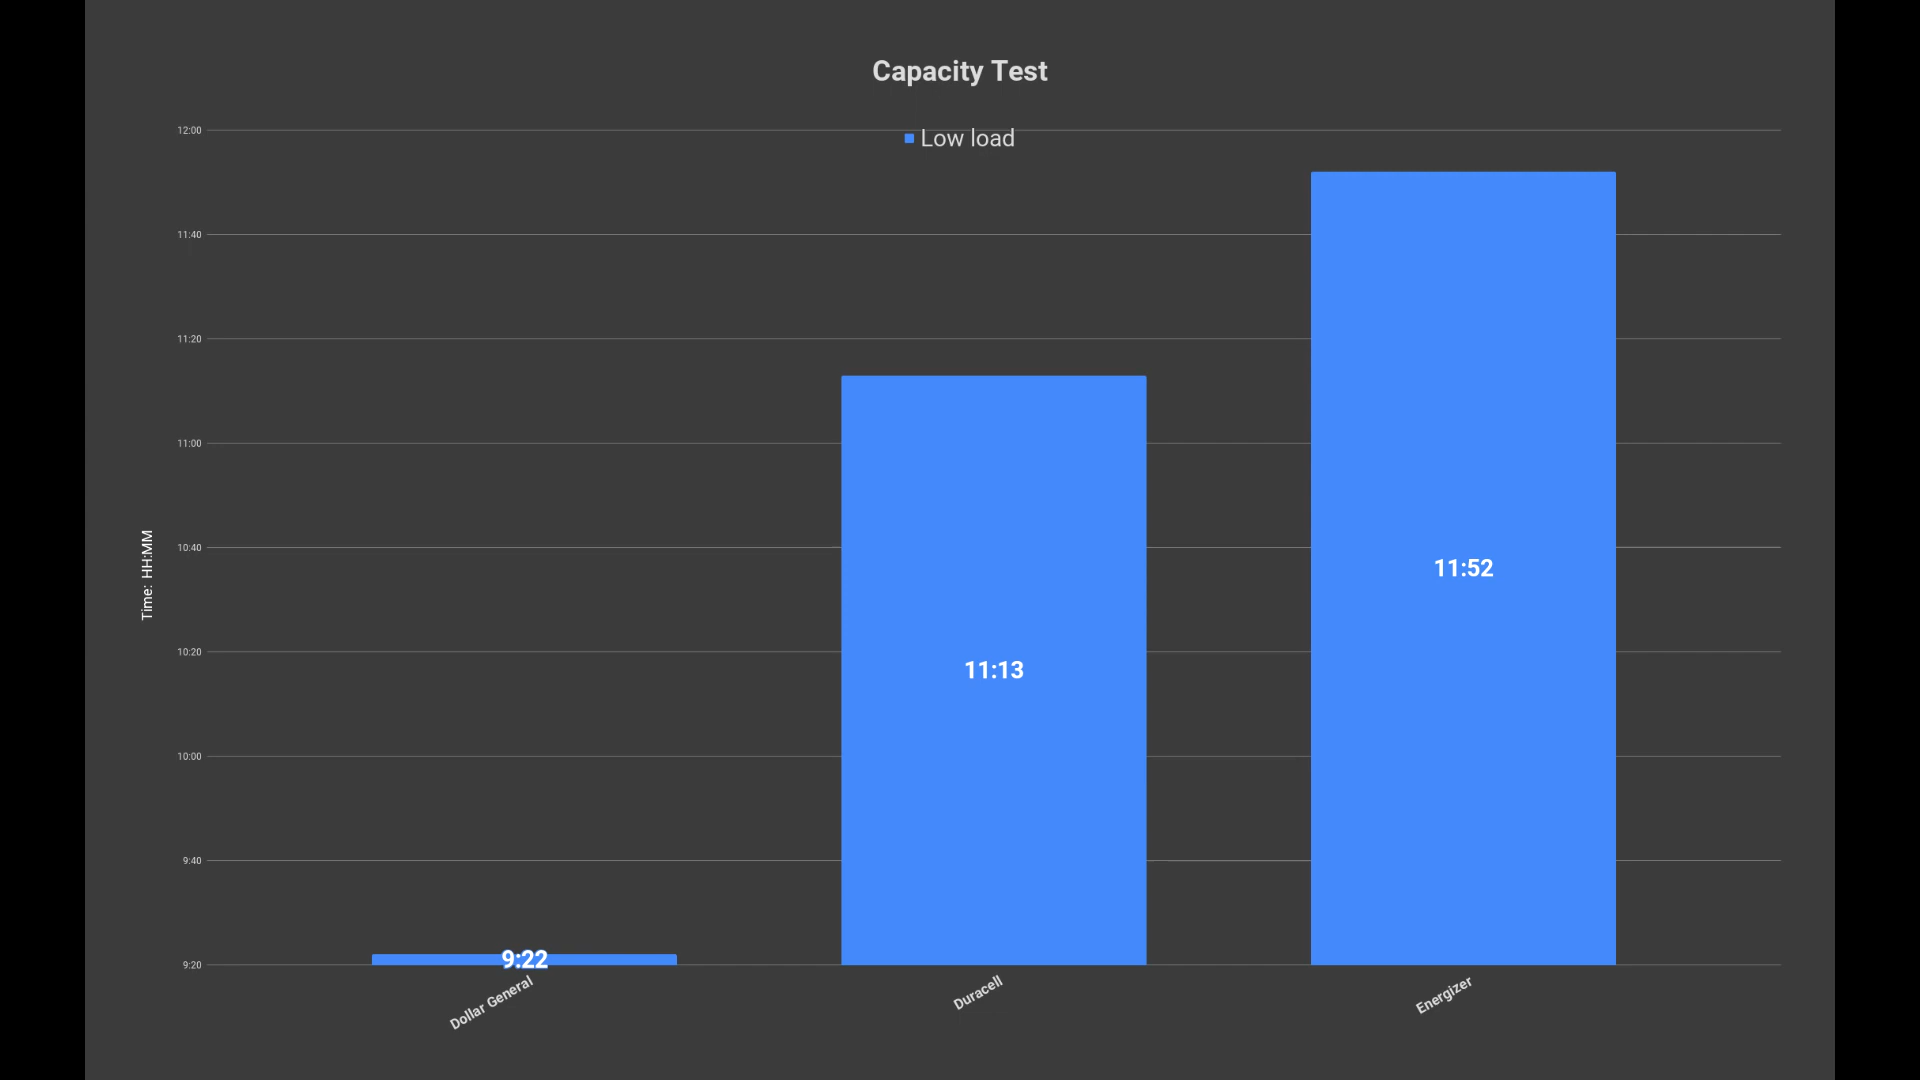 Capacity Test
Low load
12:00
11:40
11:20
11:00
10:40
10:20
10:00
9:40
9:20
Time: HH:MM
9:22
11:13
11:52
Dollar General
Duracell
Energizer